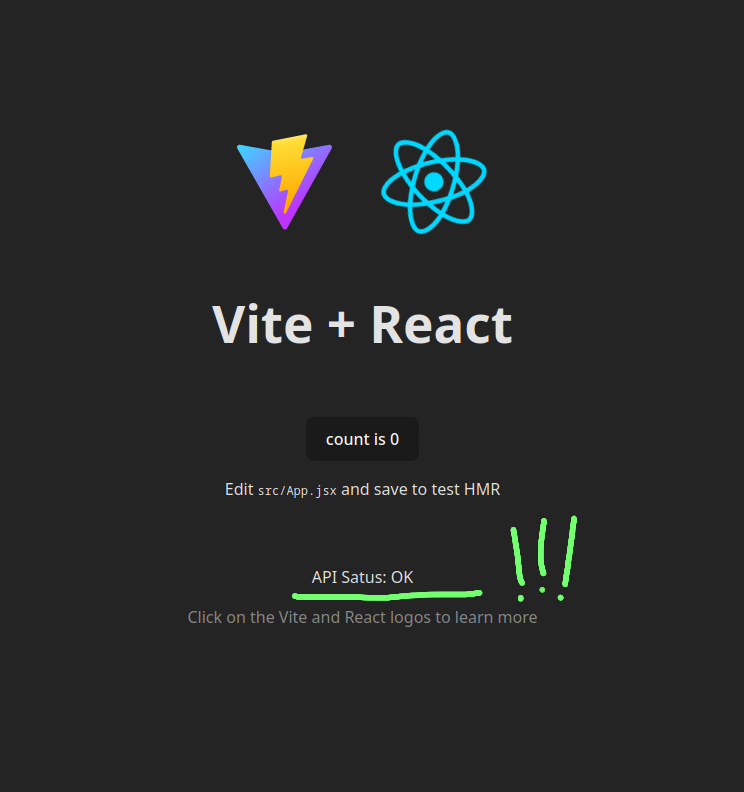 Vite + React
count is 0
Edit src/App.jsx and save to test HMR
API Satus: OK
!!!
Click on the Vite and React logos to learn more